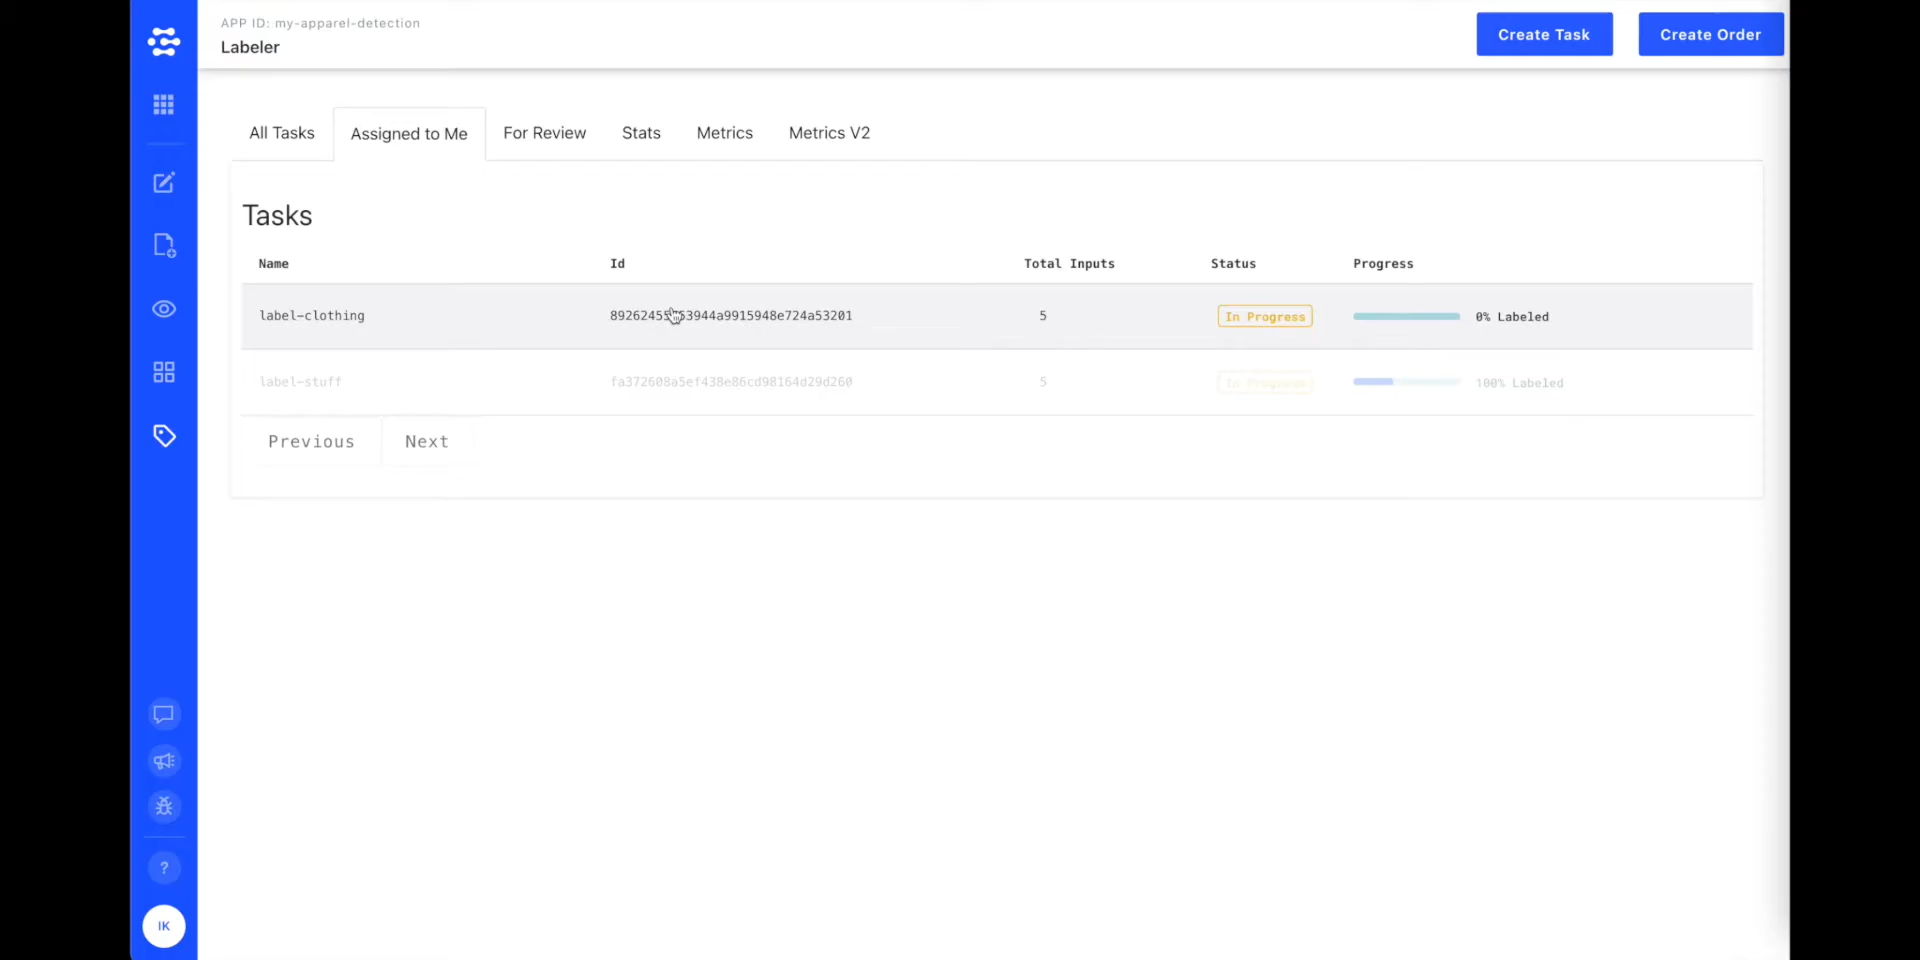 APP ID: my-apparel-detection
Labeler
Create Task
Create Order
All Tasks
Assigned to Me
For Review
Stats
Metrics
Metrics V2
Tasks
Name Id Total Inputs Status Progress
label-clothing 5 In Progress 0% Labeled
label-stuff fa372608a5ef438e86cd98164d29d260 5 In Progress 100% Labeled
Previous
Next
?
IK